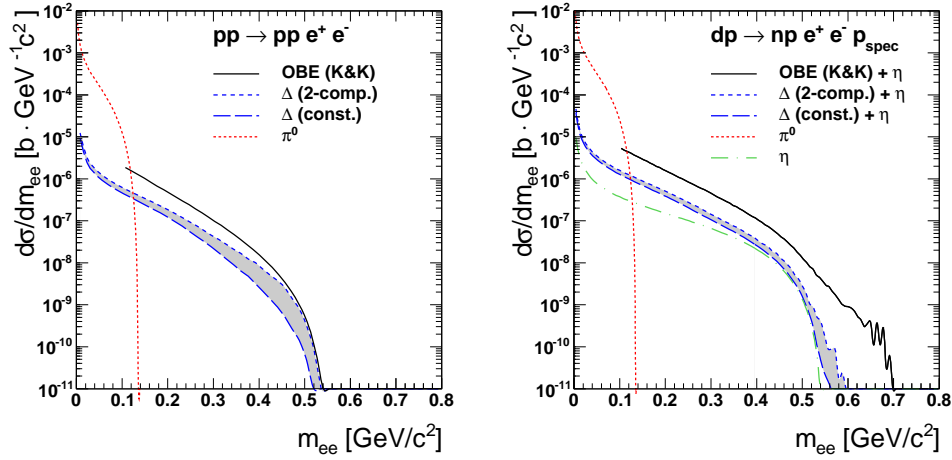 pp → pp e⁺ e⁻
OBE (K&K)
Δ (2-comp.)
Δ (const.)
π⁰
dσ/dmₑₑ [b · GeV⁻¹c²]
10⁻²
10⁻³
10⁻⁴
10⁻⁵
10⁻⁶
10⁻⁷
10⁻⁸
10⁻⁹
10⁻¹⁰
10⁻¹¹
0 0.1 0.2 0.3 0.4 0.5 0.6 0.7 0.8
mₑₑ [GeV/c²]
dp → np e⁺ e⁻ p_spec
OBE (K&K) + η
Δ (2-comp.) + η
Δ (const.) + η
π⁰
η
dσ/dmₑₑ [b · GeV⁻¹c²]
10⁻²
10⁻³
10⁻⁴
10⁻⁵
10⁻⁶
10⁻⁷
10⁻⁸
10⁻⁹
10⁻¹⁰
10⁻¹¹
0 0.1 0.2 0.3 0.4 0.5 0.6 0.7 0.8
mₑₑ [GeV/c²]